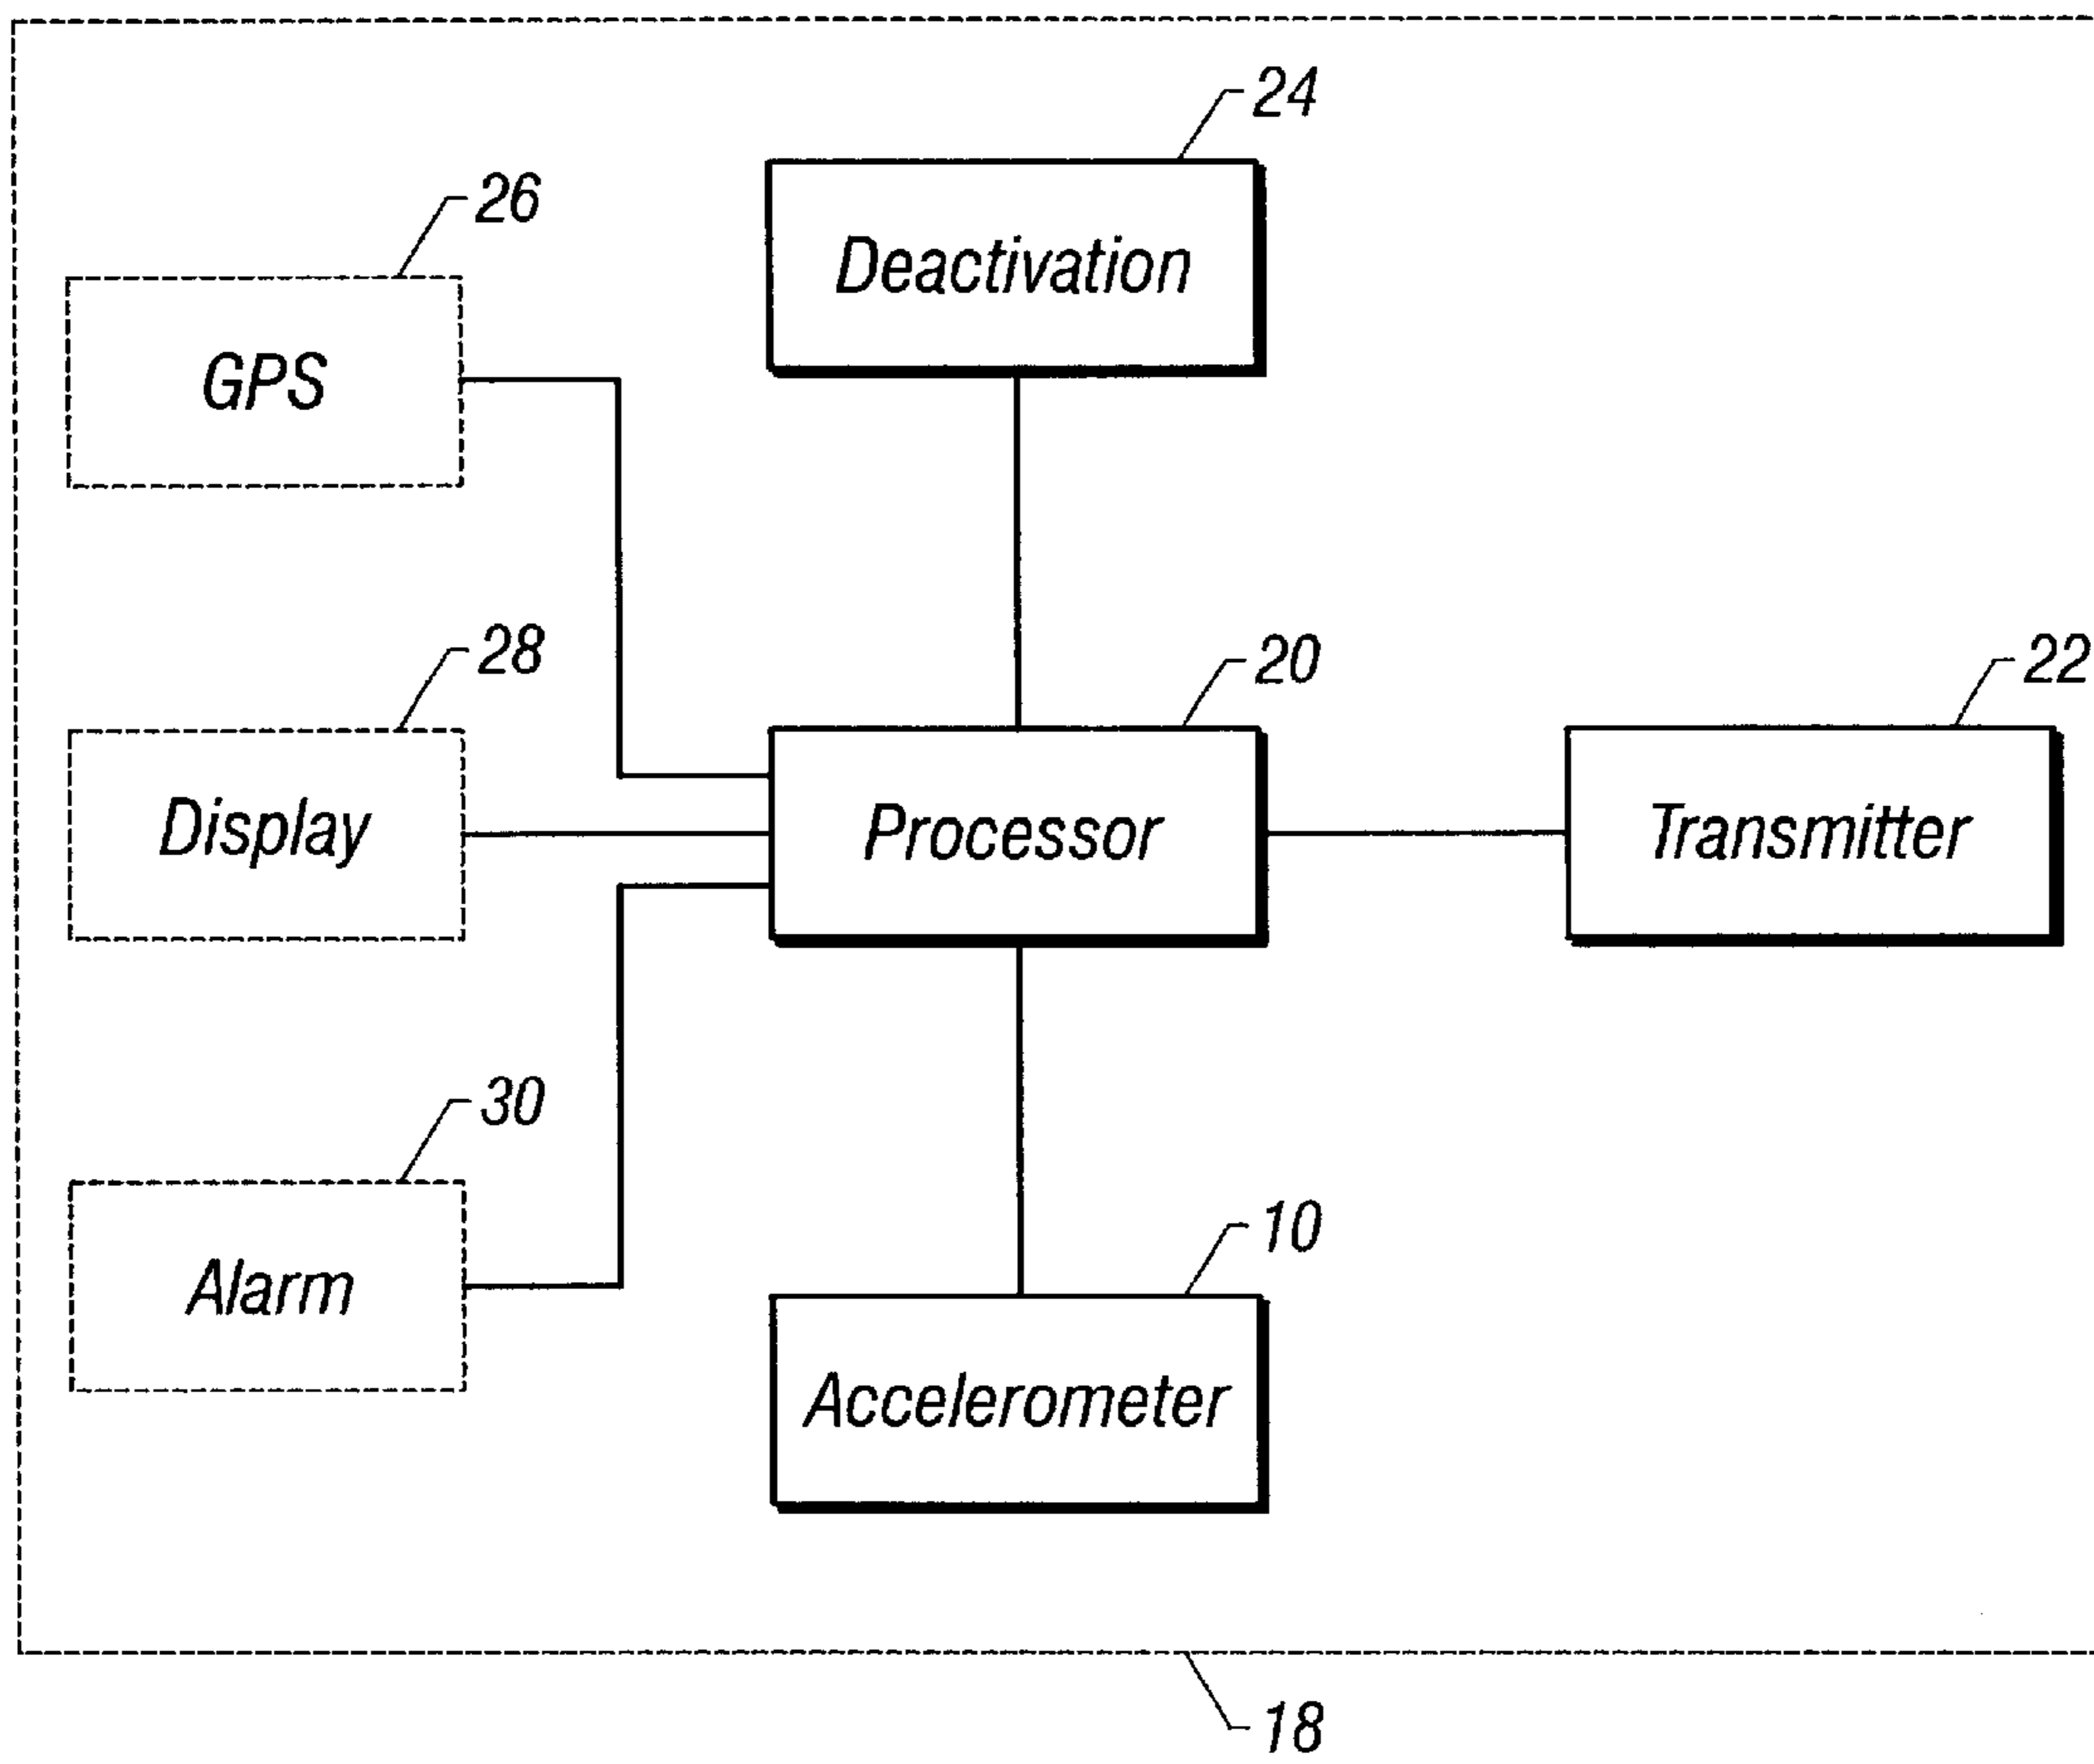 24
Deactivation
26
GPS
28
Display
20
Processor
22
Transmitter
30
Alarm
10
Accelerometer
18